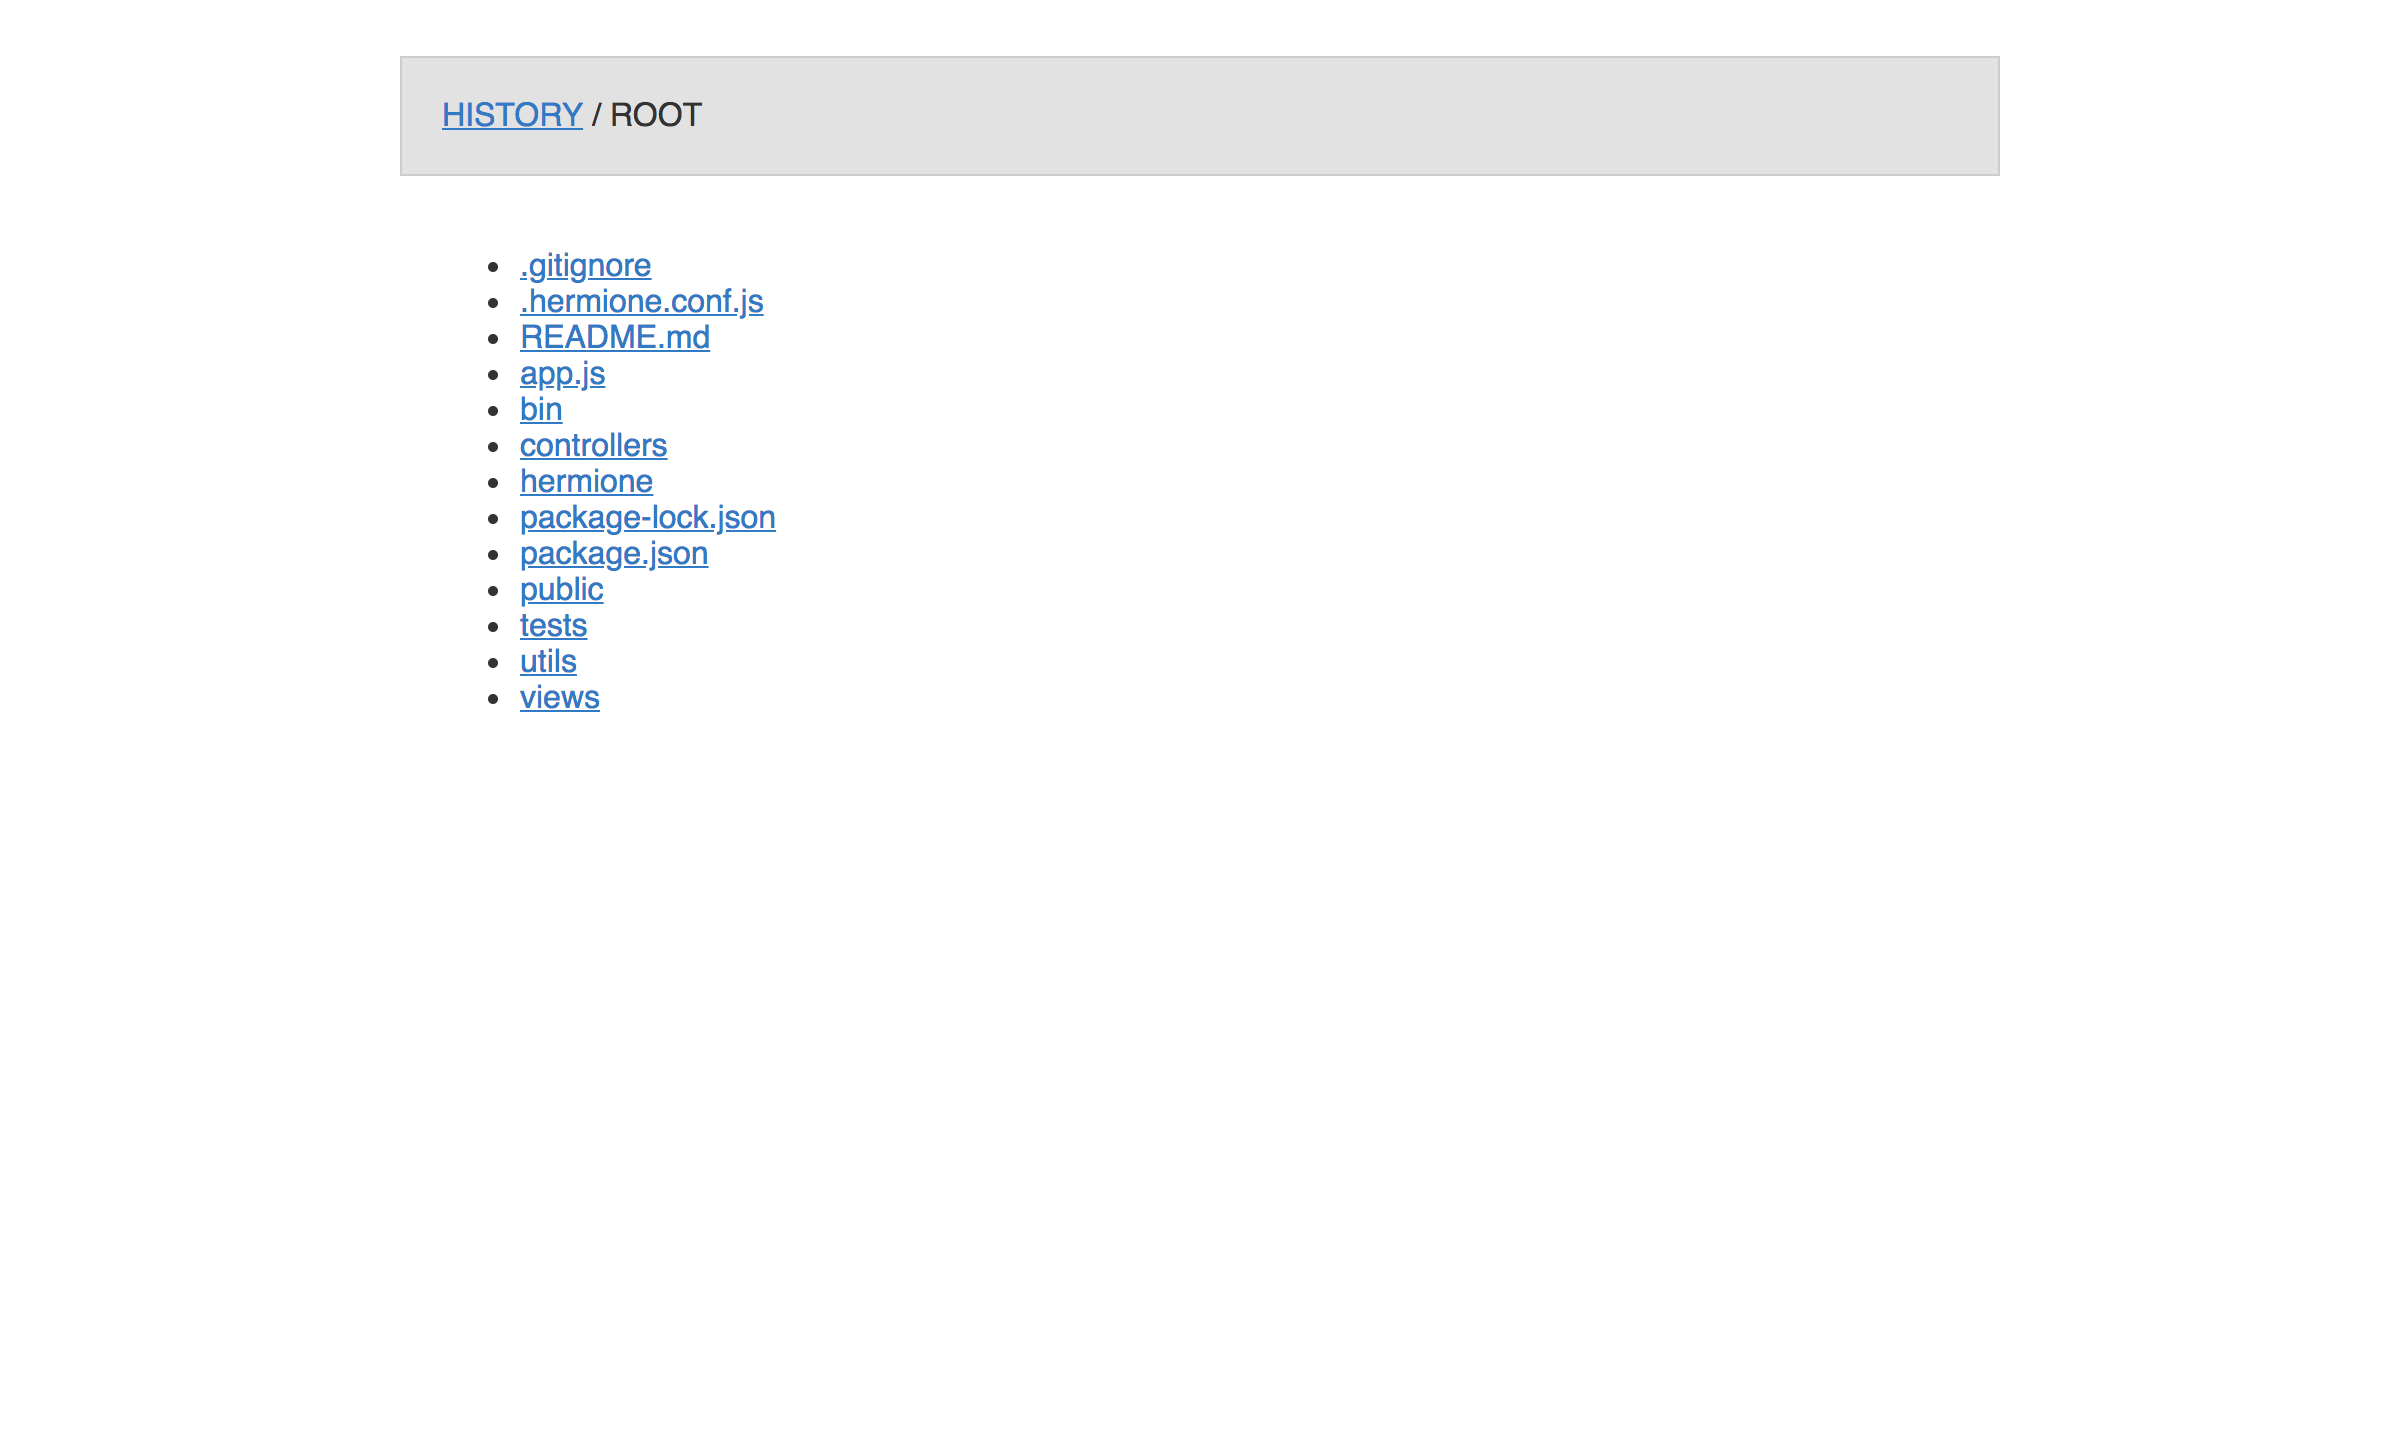 HISTORY / ROOT
.gitignore
.hermione.conf.js
README.md
app.js
bin
controllers
hermione
package-lock.json
package.json
public
tests
utils
views